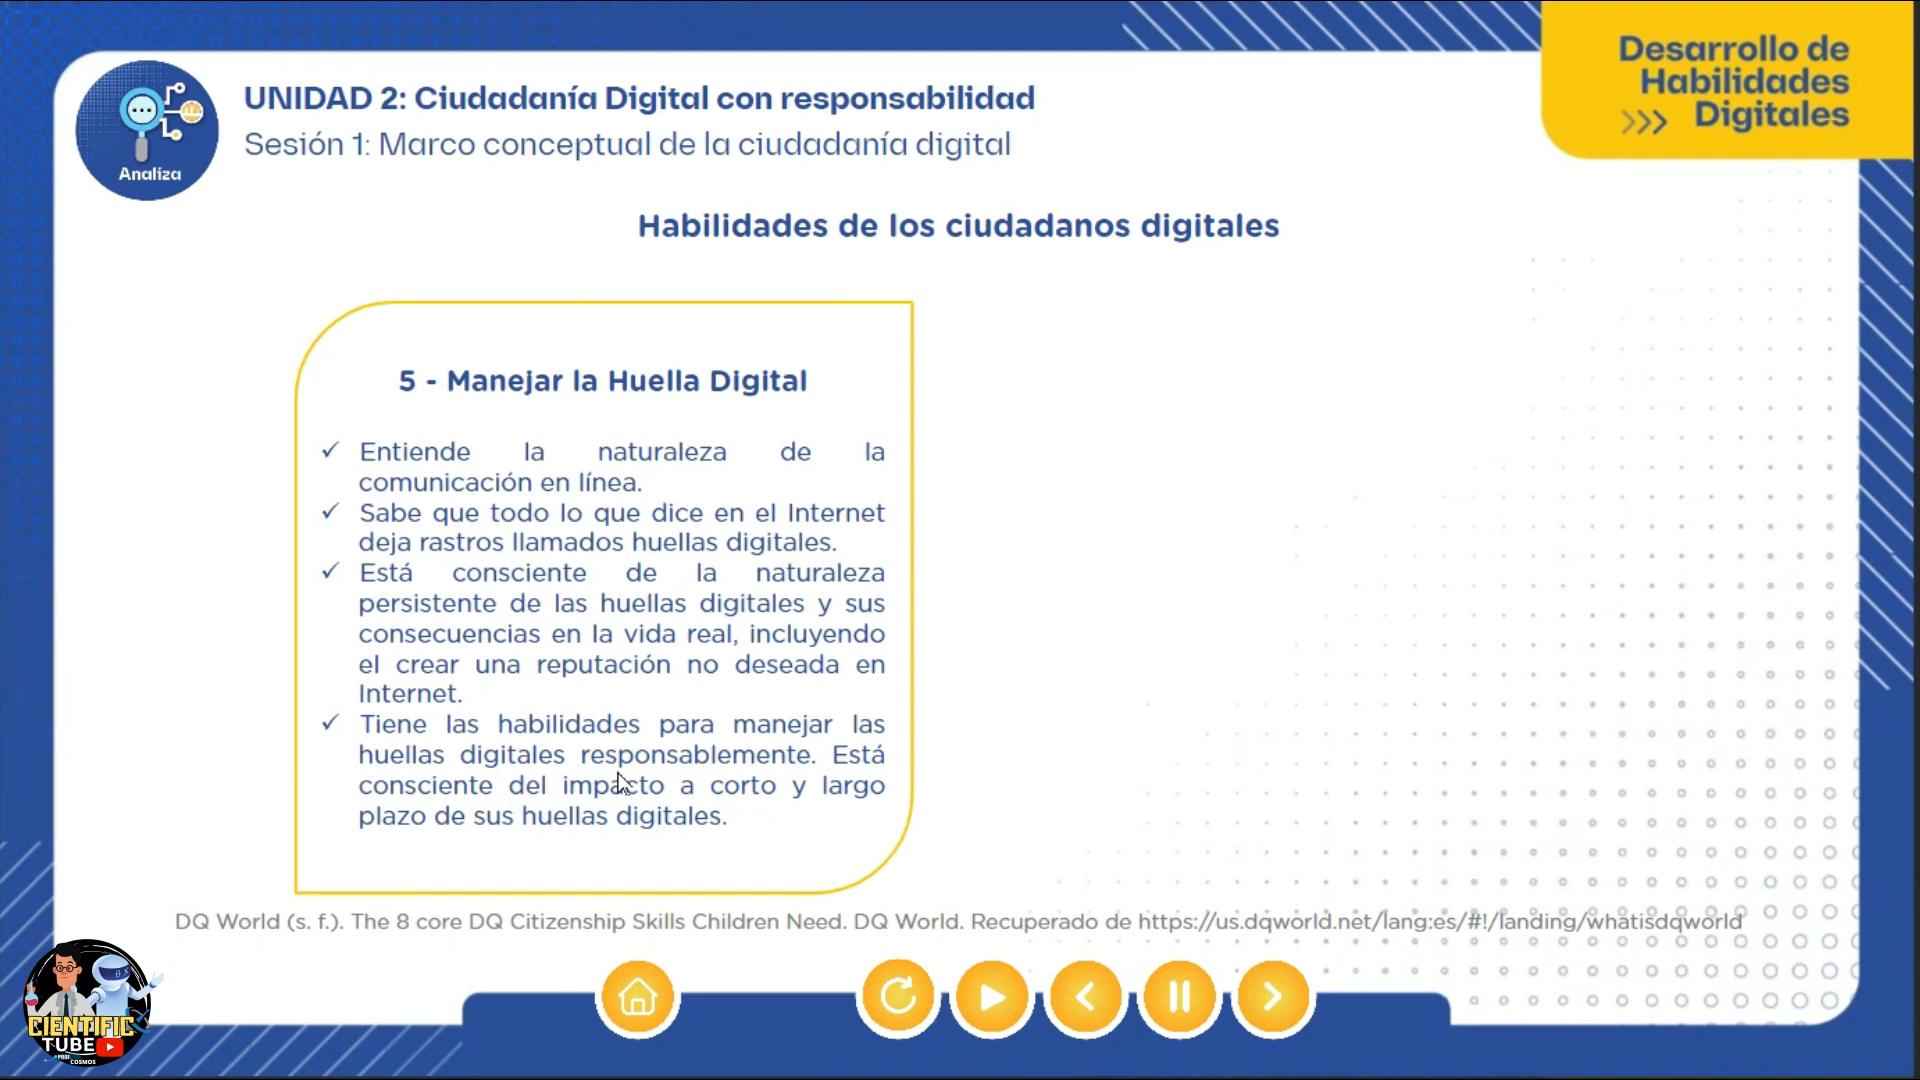 Desarrollo de
Habilidades
>>> Digitales
Analiza
UNIDAD 2: Ciudadanía Digital con responsabilidad
Sesión 1: Marco conceptual de la ciudadanía digital
Habilidades de los ciudadanos digitales
5 - Manejar la Huella Digital
✓ Entiende la naturaleza de la
comunicación en línea.
✓ Sabe que todo lo que dice en el Internet
deja rastros llamados huellas digitales.
✓ Está consciente de la naturaleza
persistente de las huellas digitales y sus
consecuencias en la vida real, incluyendo
el crear una reputación no deseada en
Internet.
✓ Tiene las habilidades para manejar las
huellas digitales responsablemente. Está
consciente del impacto a corto y largo
plazo de sus huellas digitales.
DQ World (s. f.). The 8 core DQ Citizenship Skills Children Need. DQ World. Recuperado de https://us.dqworld.net/lang:es/#!/landing/whatisdqworld
CIENTIFIC
TUBE
PROF.
COSMOS